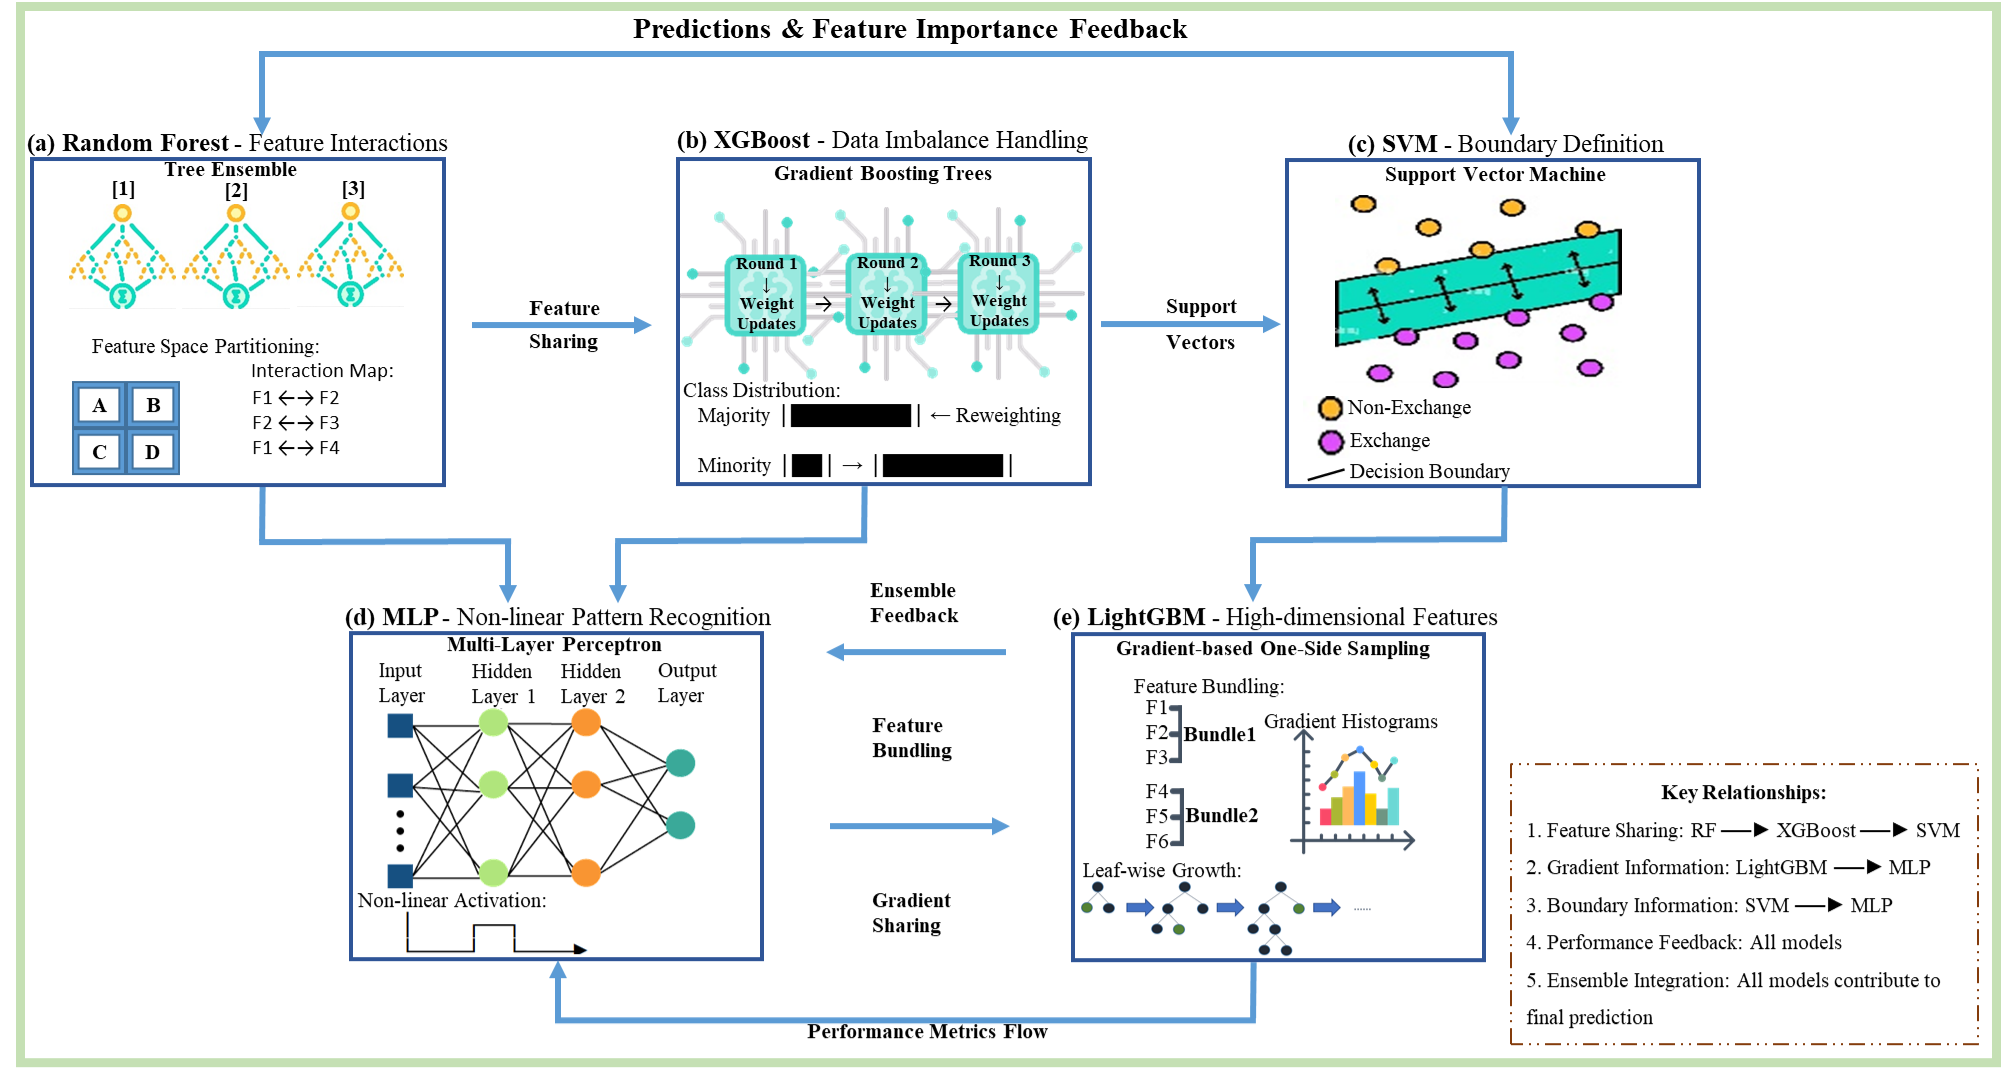 Predictions & Feature Importance Feedback
(a) Random Forest - Feature Interactions
Tree Ensemble
[1] [2] [3]
Feature Space Partitioning:
Interaction Map:
F1 ←→ F2
F2 ←→ F3
F1 ←→ F4
A B
C D
Feature
Sharing
(b) XGBoost - Data Imbalance Handling
Gradient Boosting Trees
Round 1 Round 2 Round 3
↓ ↓ ↓
Weight → Weight → Weight
Updates Updates Updates
Class Distribution:
Majority |████████| ← Reweighting
Minority |██| → |████████|
Support
Vectors
(c) SVM - Boundary Definition
Support Vector Machine
Non-Exchange
Exchange
Decision Boundary
(d) MLP - Non-linear Pattern Recognition
Multi-Layer Perceptron
Input Layer
Hidden Layer 1
Hidden Layer 2
Output Layer
Non-linear Activation:
Ensemble
Feedback
Feature
Bundling
Gradient
Sharing
(e) LightGBM - High-dimensional Features
Gradient-based One-Side Sampling
Feature Bundling:
F1
F2 Bundle1
F3
F4
F5 Bundle2
F6
Gradient Histograms
Leaf-wise Growth:
......
Performance Metrics Flow
Key Relationships:
1. Feature Sharing: RF → XGBoost → SVM
2. Gradient Information: LightGBM → MLP
3. Boundary Information: SVM → MLP
4. Performance Feedback: All models
5. Ensemble Integration: All models contribute to
final prediction